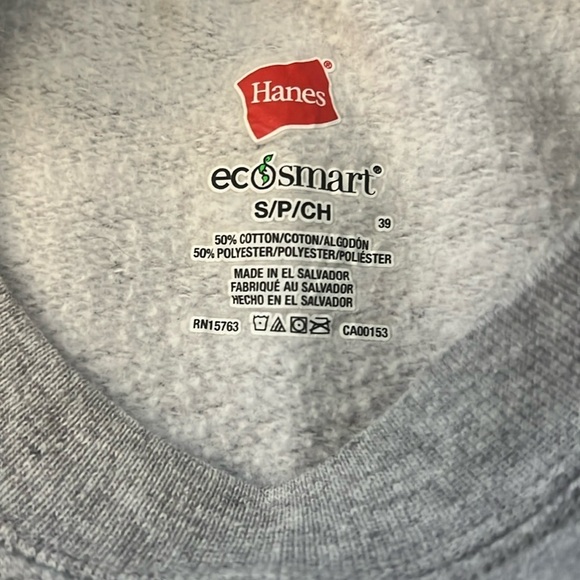 Hanes®
ecosmart®
S/P/CH
39
50% COTTON/COTON/ALGODÓN
50% POLYESTER/POLYESTER/POLIÉSTER
MADE IN EL SALVADOR
FABRIQUÉ AU SALVADOR
HECHO EN EL SALVADOR
RN15763 CA00153